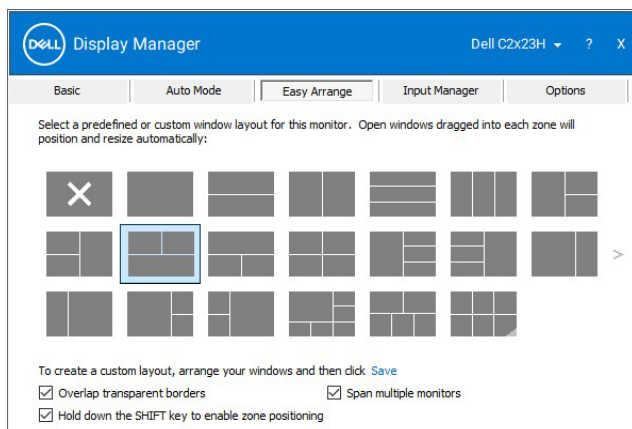 DELL Display Manager Dell C2x23H ? X
Basic Auto Mode Easy Arrange Input Manager Options
Select a predefined or custom window layout for this monitor. Open windows dragged into each zone will
position and resize automatically:
>
To create a custom layout, arrange your windows and then click Save
Overlap transparent borders Span multiple monitors
Hold down the SHIFT key to enable zone positioning